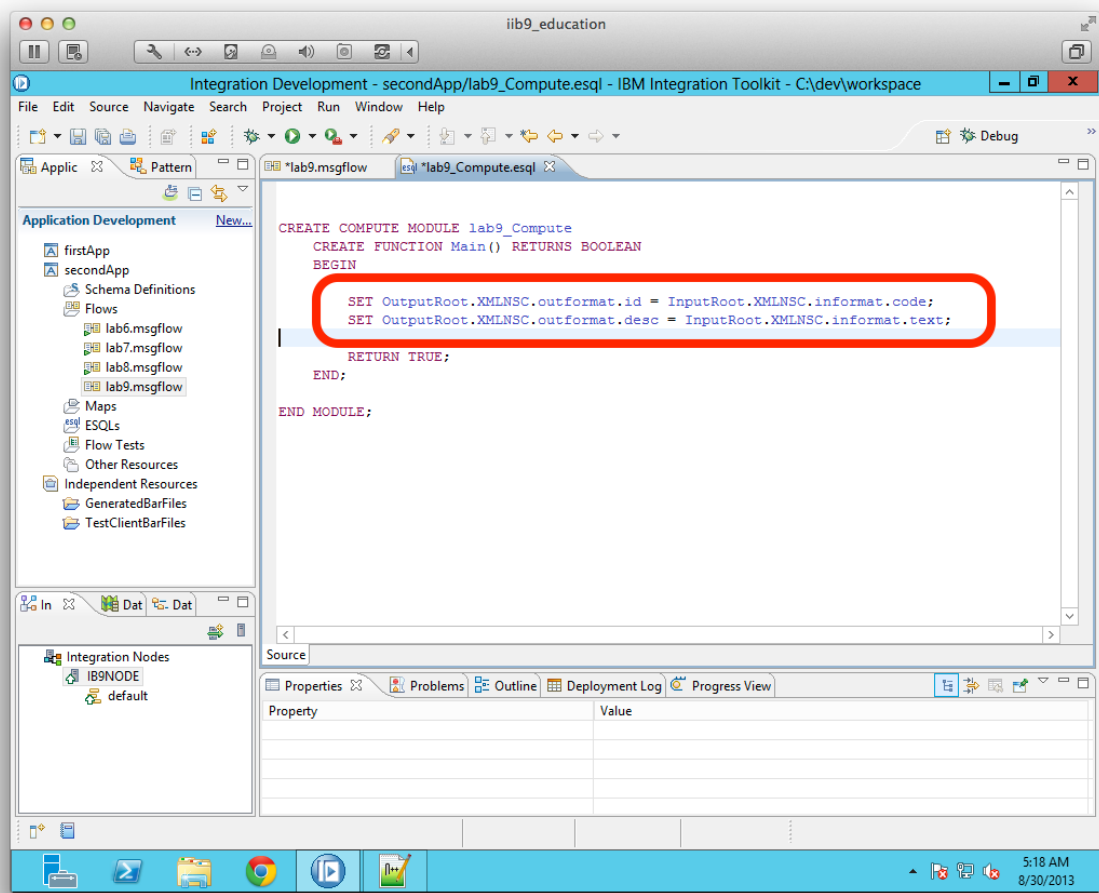 iib9_education
Integration Development - secondApp/lab9_Compute.esql - IBM Integration Toolkit - C:\dev\workspace
File Edit Source Navigate Search Project Run Window Help
Debug
Applic
Pattern
*lab9.msgflow
esql *lab9_Compute.esql
Application Development New...
firstApp
secondApp
Schema Definitions
Flows
lab6.msgflow
lab7.msgflow
lab8.msgflow
lab9.msgflow
Maps
esql ESQLs
Flow Tests
Other Resources
Independent Resources
GeneratedBarFiles
TestClientBarFiles
CREATE COMPUTE MODULE lab9_Compute
CREATE FUNCTION Main() RETURNS BOOLEAN
BEGIN
SET OutputRoot.XMLNSC.outformat.id = InputRoot.XMLNSC.informat.code;
SET OutputRoot.XMLNSC.outformat.desc = InputRoot.XMLNSC.informat.text;
RETURN TRUE;
END;
END MODULE;
Source
In Dat Dat
Integration Nodes
IB9NODE
default
Properties Problems Outline Deployment Log Progress View
Property Value
5:18 AM
8/30/2013